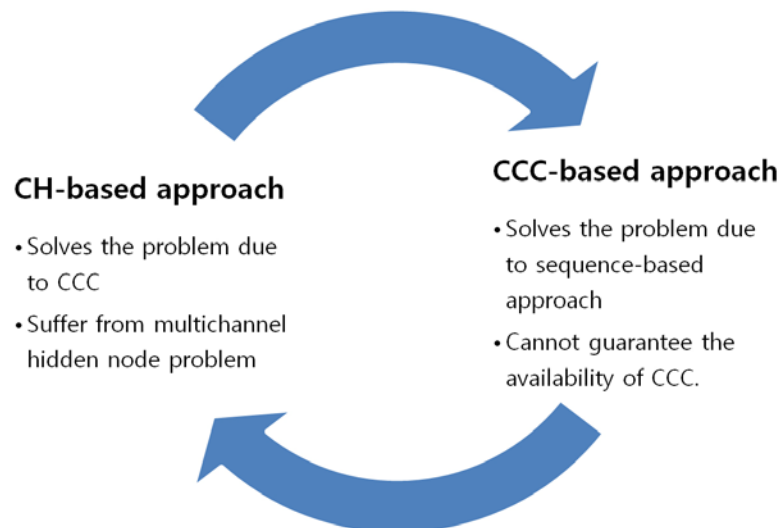 CH-based approach
• Solves the problem due
to CCC
• Suffer from multichannel
hidden node problem
CCC-based approach
• Solves the problem due
to sequence-based
approach
• Cannot guarantee the
availability of CCC.